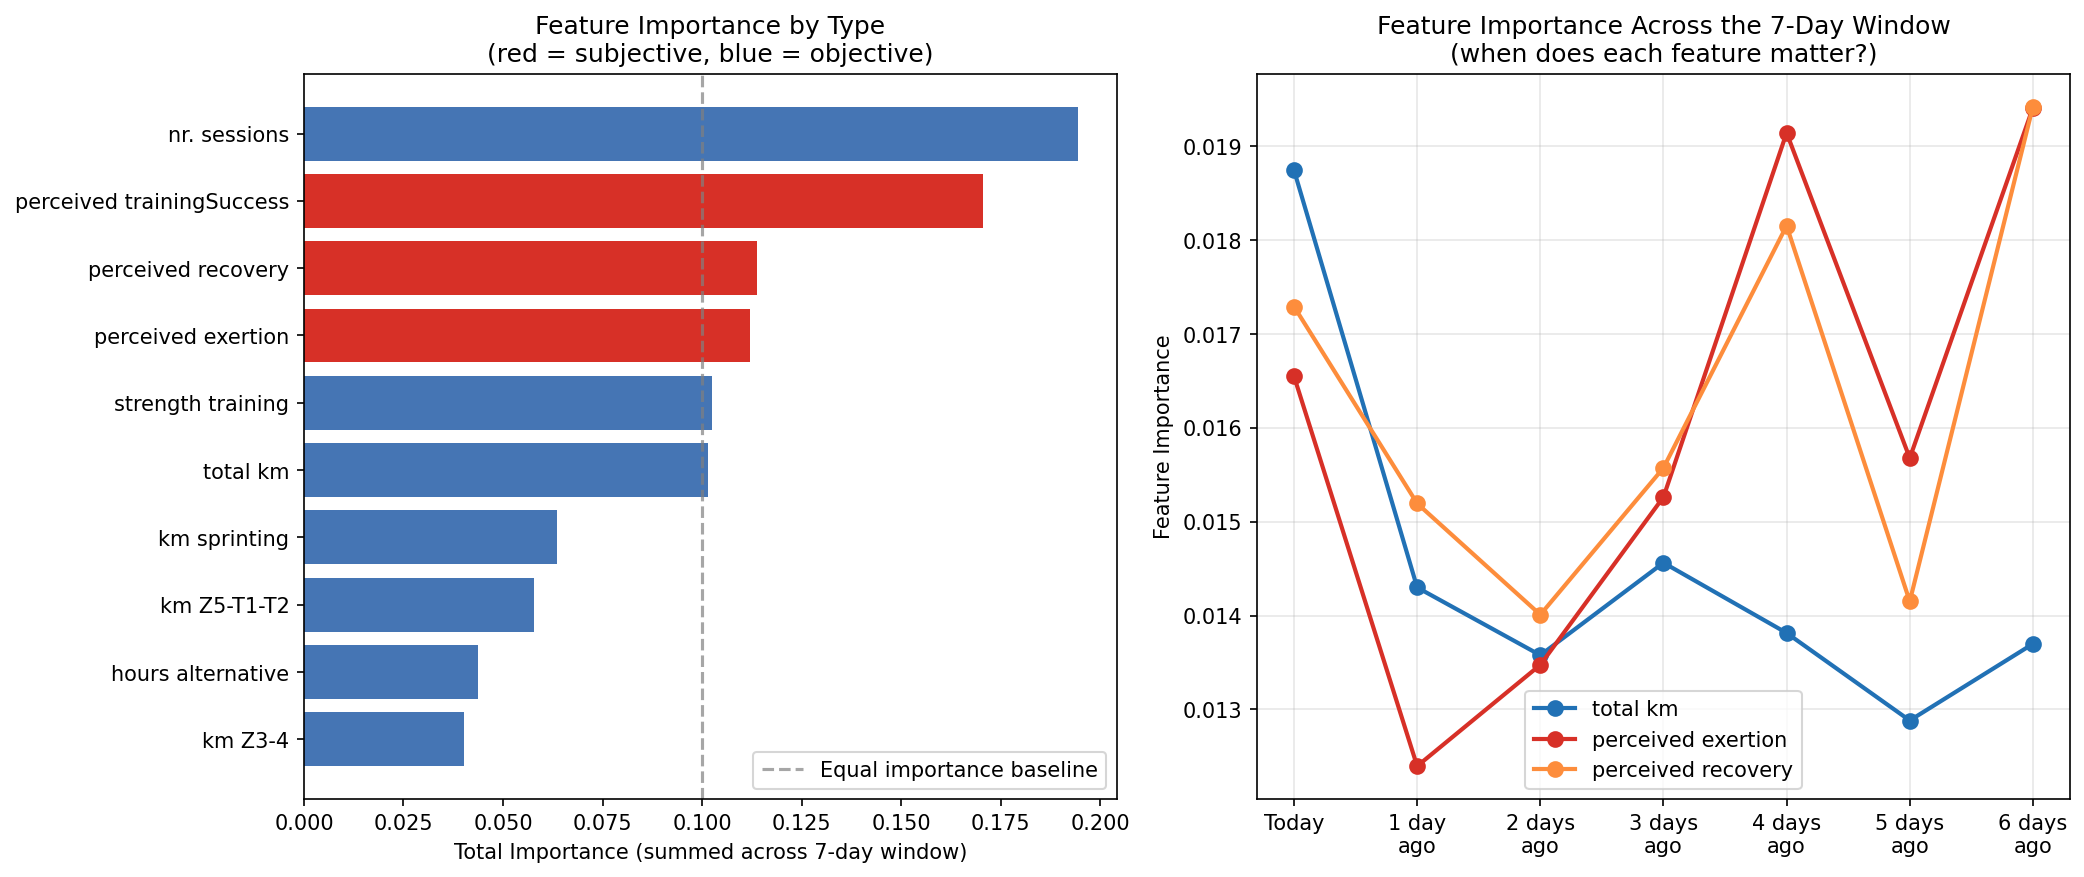 Feature Importance by Type
(red = subjective, blue = objective)
nr. sessions
perceived trainingSuccess
perceived recovery
perceived exertion
strength training
total km
km sprinting
km Z5-T1-T2
hours alternative
km Z3-4
Equal importance baseline
0.000 0.025 0.050 0.075 0.100 0.125 0.150 0.175 0.200
Total Importance (summed across 7-day window)
Feature Importance Across the 7-Day Window
(when does each feature matter?)
Feature Importance
0.019
0.018
0.017
0.016
0.015
0.014
0.013
total km
perceived exertion
perceived recovery
Today 1 day 2 days 3 days 4 days 5 days 6 days
ago ago ago ago ago ago